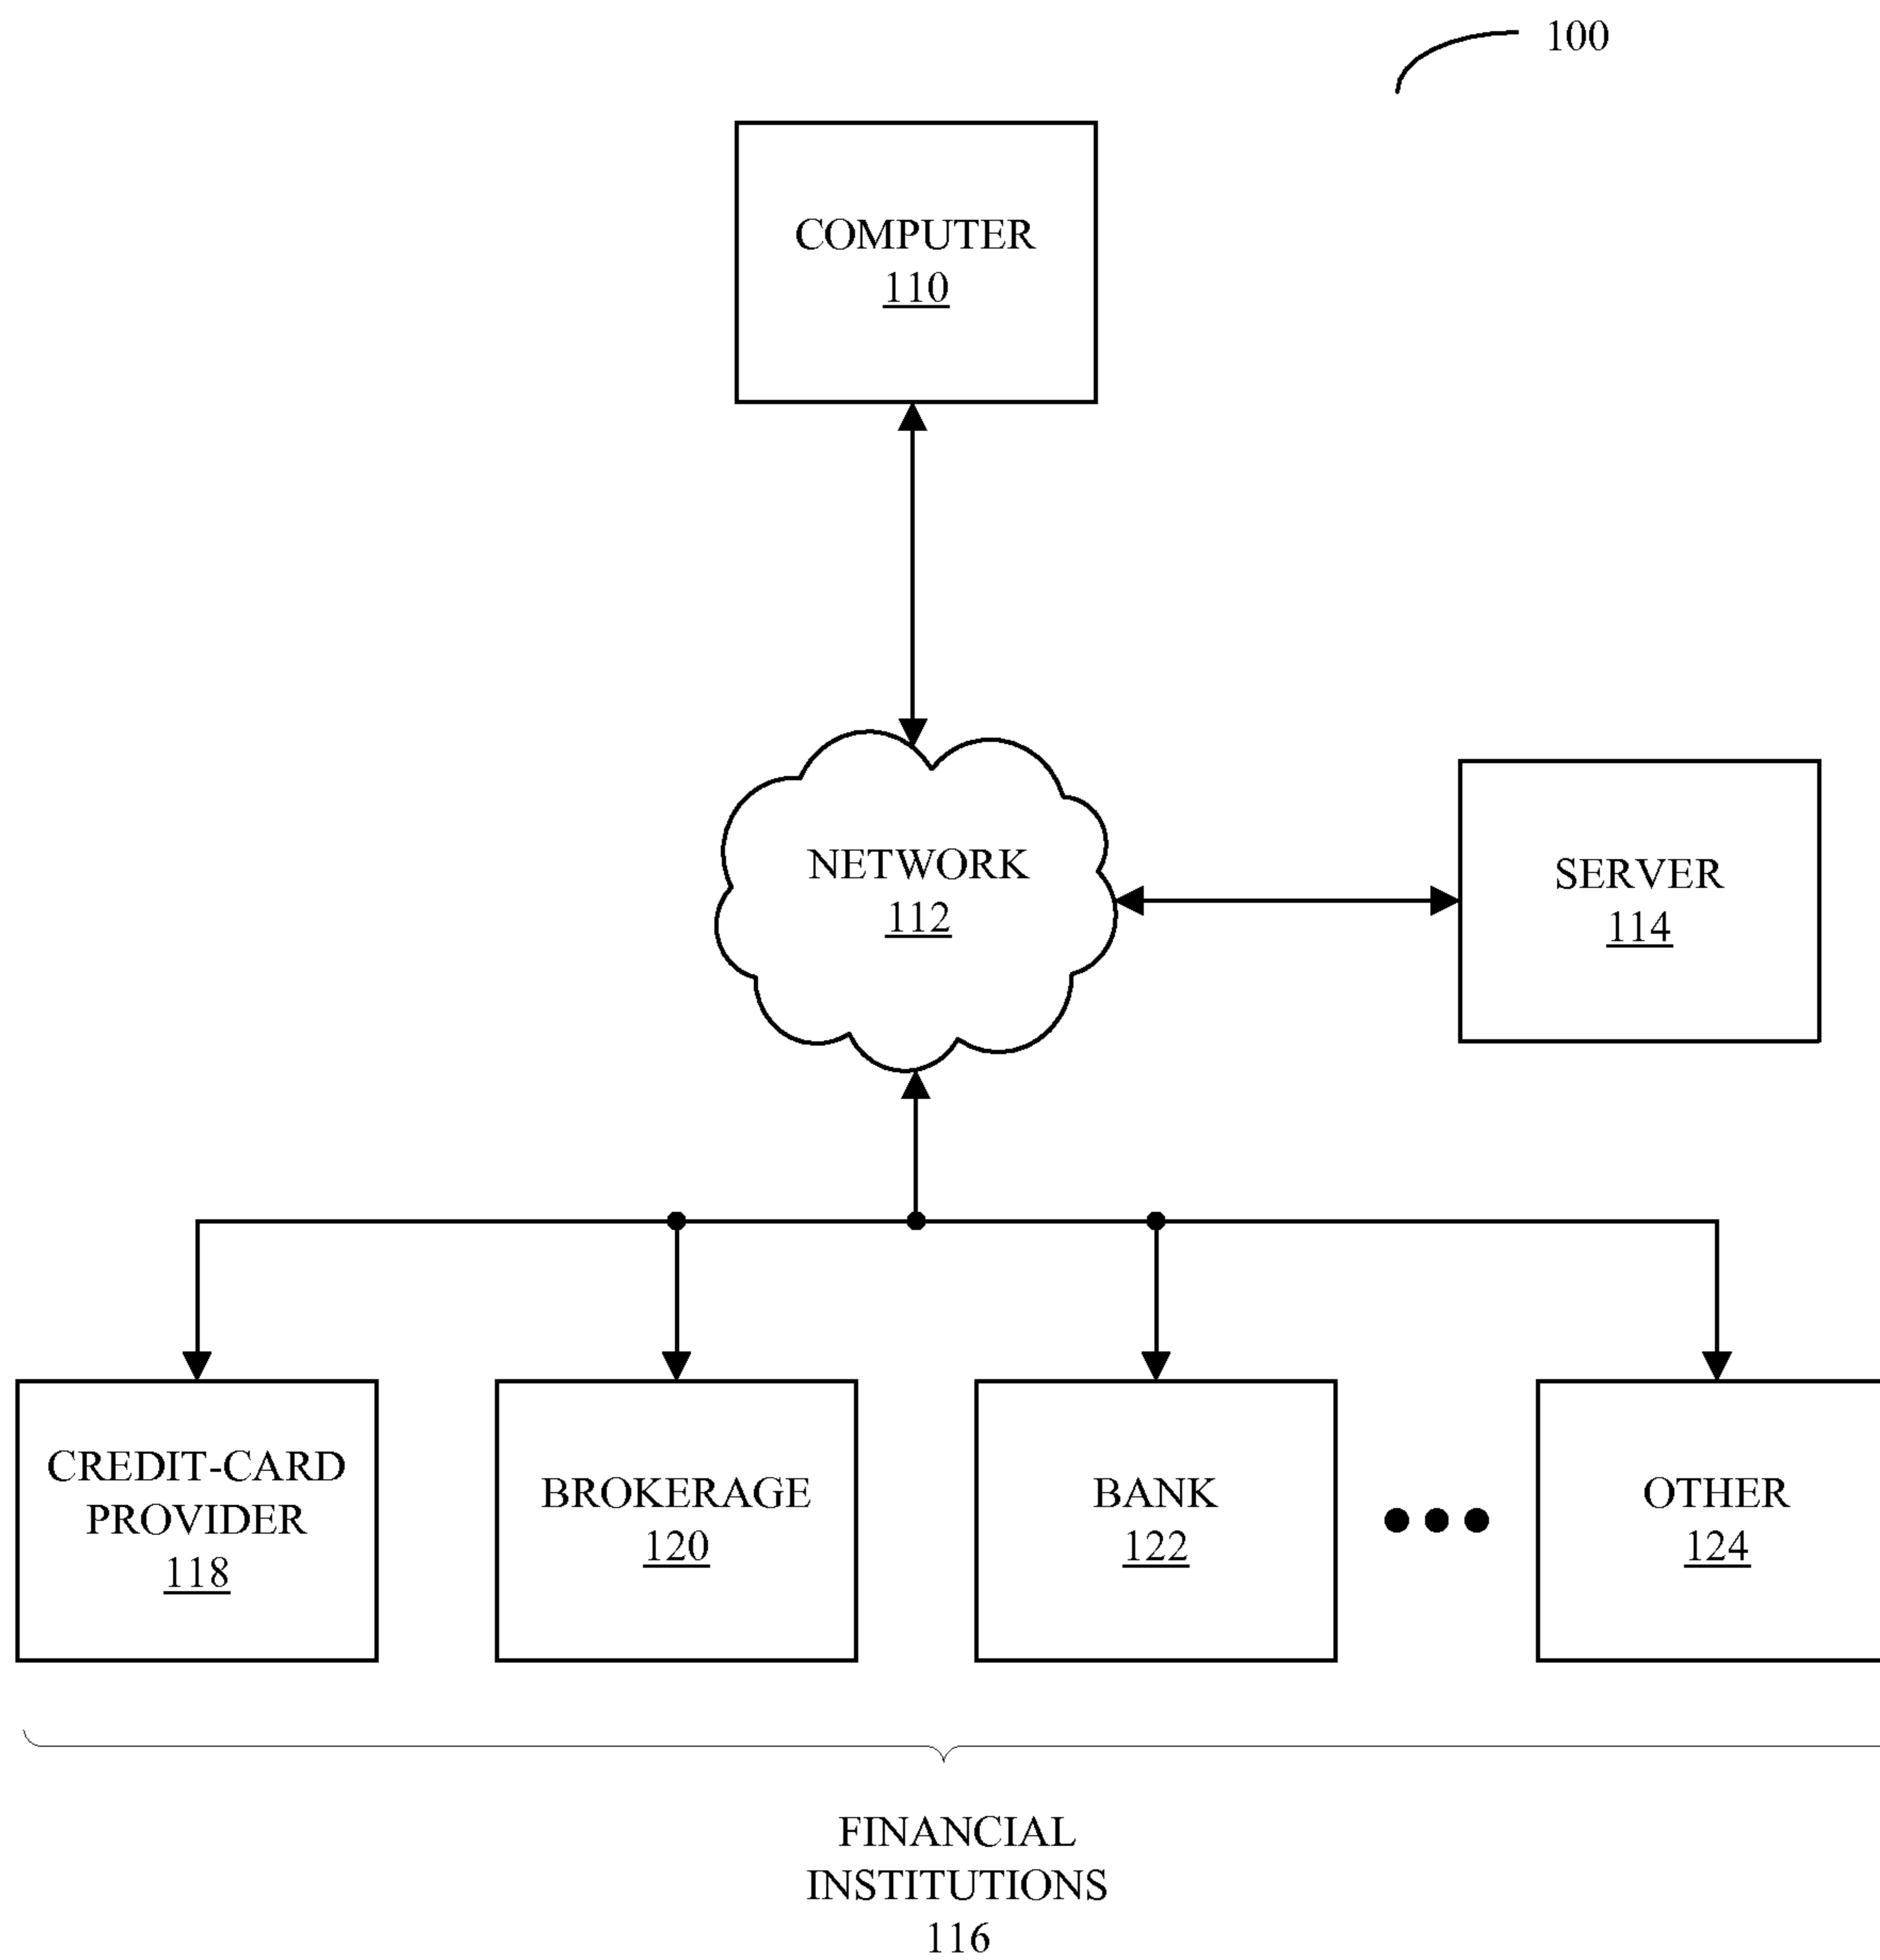 100
COMPUTER
110
NETWORK
112
SERVER
114
CREDIT-CARD
PROVIDER
118
BROKERAGE
120
BANK
122
OTHER
124
FINANCIAL
INSTITUTIONS
116